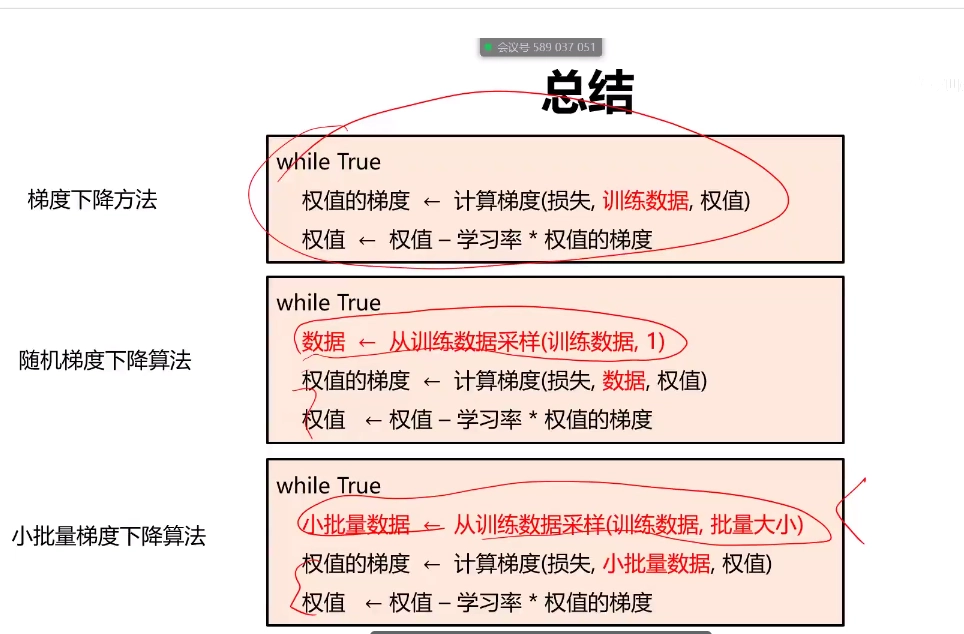 会议号 589 037 051
总结
梯度下降方法
while True
权值的梯度 ← 计算梯度(损失, 训练数据, 权值)
权值 ← 权值 – 学习率 * 权值的梯度
随机梯度下降算法
while True
数据 ← 从训练数据采样(训练数据, 1)
权值的梯度 ← 计算梯度(损失, 数据, 权值)
权值 ← 权值 – 学习率 * 权值的梯度
小批量梯度下降算法
while True
小批量数据 ← 从训练数据采样(训练数据, 批量大小)
权值的梯度 ← 计算梯度(损失, 小批量数据, 权值)
权值 ← 权值 – 学习率 * 权值的梯度